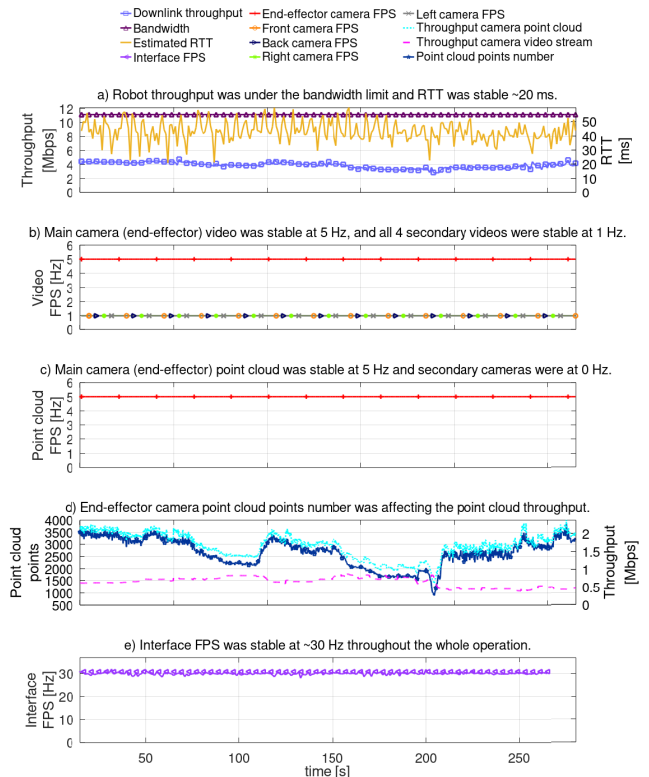 Downlink throughput
Bandwidth
Estimated RTT
Interface FPS
End-effector camera FPS
Front camera FPS
Back camera FPS
Right camera FPS
Left camera FPS
Throughput camera point cloud
Throughput camera video stream
Point cloud points number
a) Robot throughput was under the bandwidth limit and RTT was stable ~20 ms.
Throughput
[Mbps]
12
10
8
6
4
2
0
50
40
30
20
10
0
RTT
[ms]
b) Main camera (end-effector) video was stable at 5 Hz, and all 4 secondary videos were stable at 1 Hz.
Video
FPS [Hz]
6
5
4
3
2
1
0
c) Main camera (end-effector) point cloud was stable at 5 Hz and secondary cameras were at 0 Hz.
Point cloud
FPS [Hz]
6
5
4
3
2
1
0
d) End-effector camera point cloud points number was affecting the point cloud throughput.
Point cloud
points
4000
3500
3000
2500
2000
1500
1000
500
2
1.5
1
0.5
0
Throughput
[Mbps]
e) Interface FPS was stable at ~30 Hz throughout the whole operation.
Interface
FPS [Hz]
30
20
10
0
50
100
150
200
250
time [s]